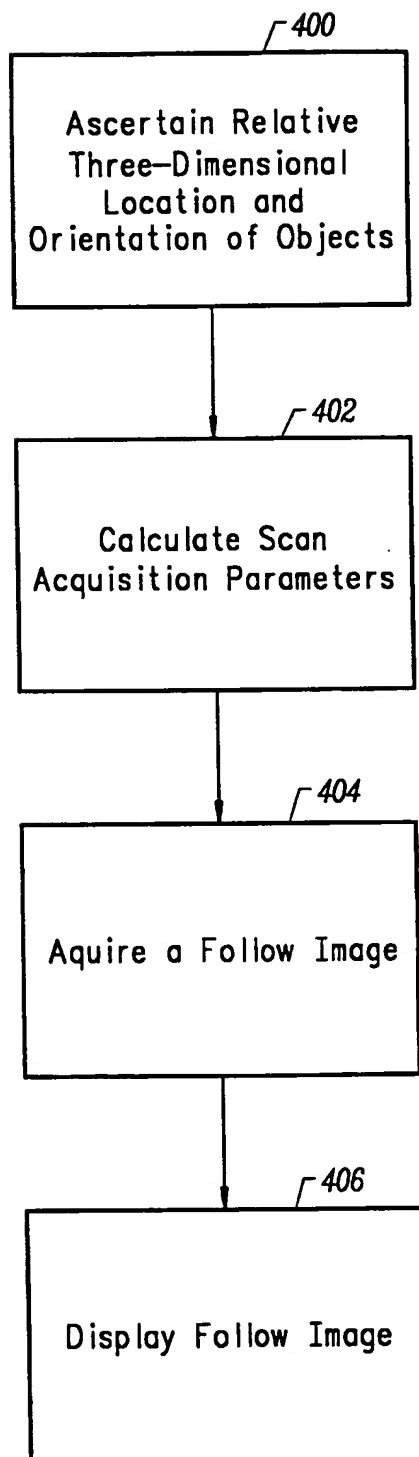 400
Ascertain Relative
Three-Dimensional
Location and
Orientation of Objects
402
Calculate Scan
Acquisition Parameters
404
Aquire a Follow Image
406
Display Follow Image